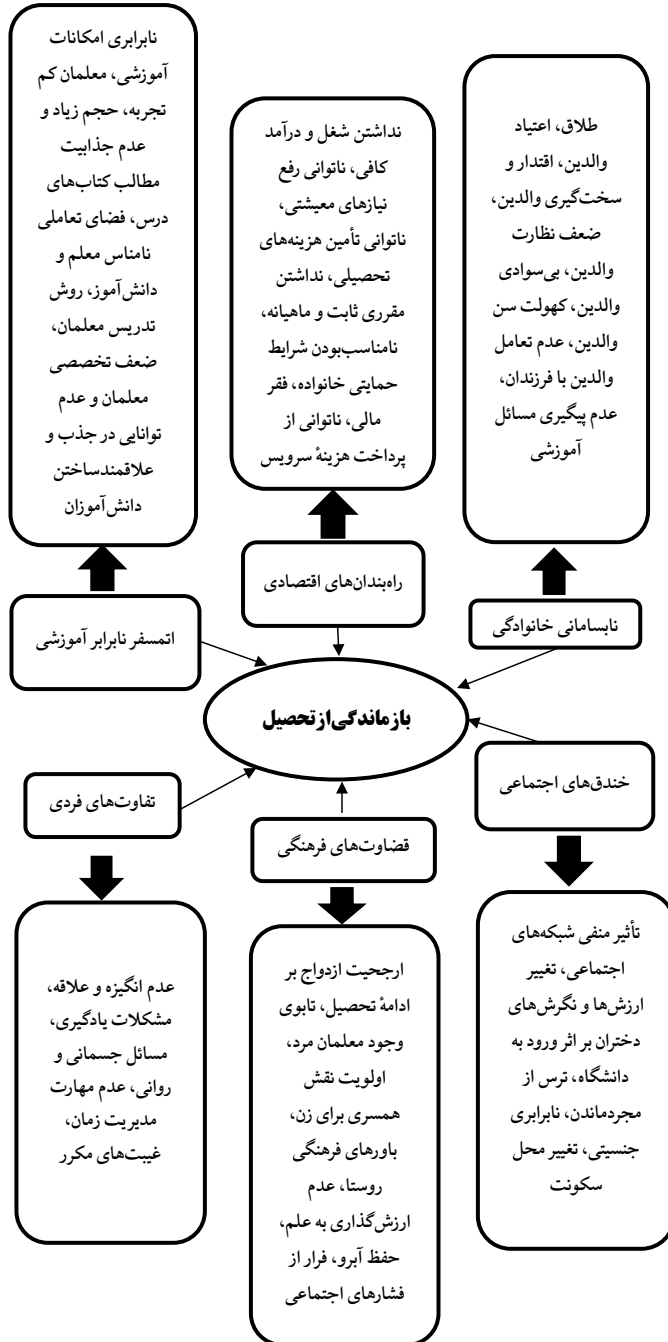 طلاق، اعتیاد
والدین، اقتدار و
سخت‌گیری والدین،
ضعف نظارت
والدین، بی‌سوادی
والدین، کهولت سن
والدین، عدم تعامل
والدین با فرزندان،
عدم پیگیری مسائل
آموزشی
نداشتن شغل و درآمد
کافی، ناتوانی رفع
نیازهای معیشتی،
ناتوانی تأمین هزینه‌های
تحصیلی، نداشتن
مقرری ثابت و ماهیانه،
نامناسب‌بودن شرایط
حمایتی خانواده، فقر
مالی، ناتوانی از
پرداخت هزینهٔ سرویس
نابرابری امکانات
آموزشی، معلمان کم
تجربه، حجم زیاد و
عدم جذابیت
مطالب کتاب‌های
درس، فضای تعاملی
نامناس معلم و
دانش‌آموز، روش
تدریس معلمان،
ضعف تخصصی
معلمان و عدم
توانایی در جذب و
علاقمندساختن
دانش‌آموزان
نابسامانی خانوادگی
راه‌بندان‌های اقتصادی
اتمسفر نابرابر آموزشی
بازماندگی‌ازتحصیل
خندق‌های اجتماعی
قضاوت‌های فرهنگی
تفاوت‌های فردی
تأثیر منفی شبکه‌های
اجتماعی، تغییر
ارزش‌ها و نگرش‌های
دختران بر اثر ورود به
دانشگاه، ترس از
مجردماندن، نابرابری
جنسیتی، تغییر محل
سکونت
ارجحیت ازدواج بر
ادامهٔ تحصیل، تابوی
وجود معلمان مرد،
اولویت نقش
همسری برای زن،
باورهای فرهنگی
روستا، عدم
ارزش‌گذاری به علم،
حفظ آبرو، فرار از
فشارهای اجتماعی
عدم انگیزه و علاقه،
مشکلات یادگیری،
مسائل جسمانی و
روانی، عدم مهارت
مدیریت زمان،
غیبت‌های مکرر